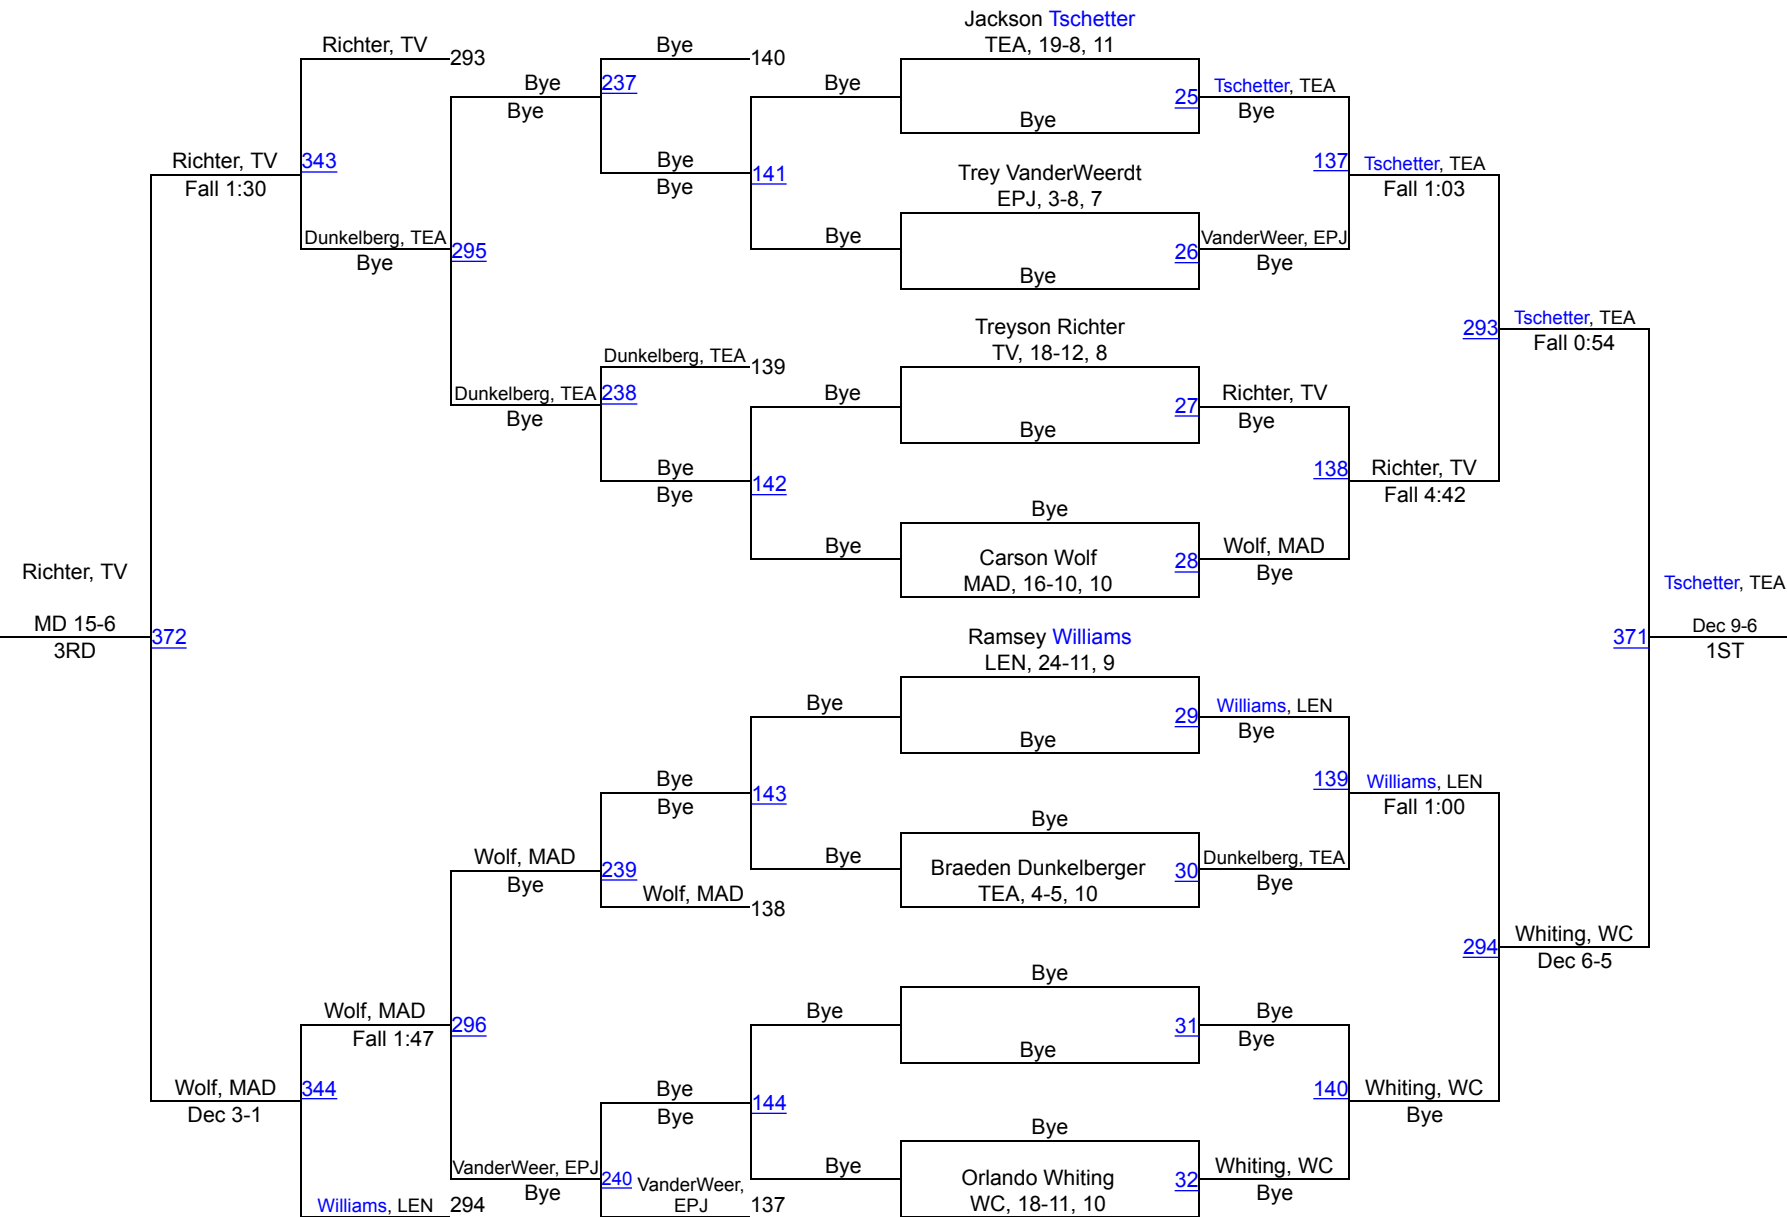 Jackson Tschetter
TEA, 19-8, 11
Richter, TV
293
Bye
140
Bye
237
Bye
Bye
25
Tschetter, TEA
Bye
Bye
Bye
Richter, TV
343
Fall 1:30
Bye
Bye
141
Trey VanderWeerdt
EPJ, 3-8, 7
137
Tschetter, TEA
Fall 1:03
Dunkelberg, TEA
Bye
295
Bye
Bye
26
VanderWeer, EPJ
Bye
Treyson Richter
TV, 18-12, 8
293
Tschetter, TEA
Fall 0:54
Dunkelberg, TEA
139
Dunkelberg, TEA
238
Bye
Bye
Bye
27
Richter, TV
Bye
Bye
Bye
142
138
Richter, TV
Fall 4:42
Bye
Bye
Carson Wolf
MAD, 16-10, 10
28
Wolf, MAD
Bye
Richter, TV
MD 15-6
3RD
372
Tschetter, TEA
371
Dec 9-6
1ST
Ramsey Williams
LEN, 24-11, 9
Bye
Bye
29
Williams, LEN
Bye
Bye
Bye
143
139
Williams, LEN
Fall 1:00
Wolf, MAD
Bye
239
Wolf, MAD
138
Bye
Bye
Braeden Dunkelberger
TEA, 4-5, 10
30
Dunkelberg, TEA
Bye
294
Whiting, WC
Dec 6-5
Wolf, MAD
Fall 1:47
296
Bye
Bye
Bye
31
Bye
Bye
Wolf, MAD
Dec 3-1
344
Bye
Bye
144
140
Whiting, WC
Bye
VanderWeer, EPJ
Bye
240
VanderWeer,
EPJ
137
Bye
Bye
Orlando Whiting
WC, 18-11, 10
32
Whiting, WC
Bye
Williams, LEN
294